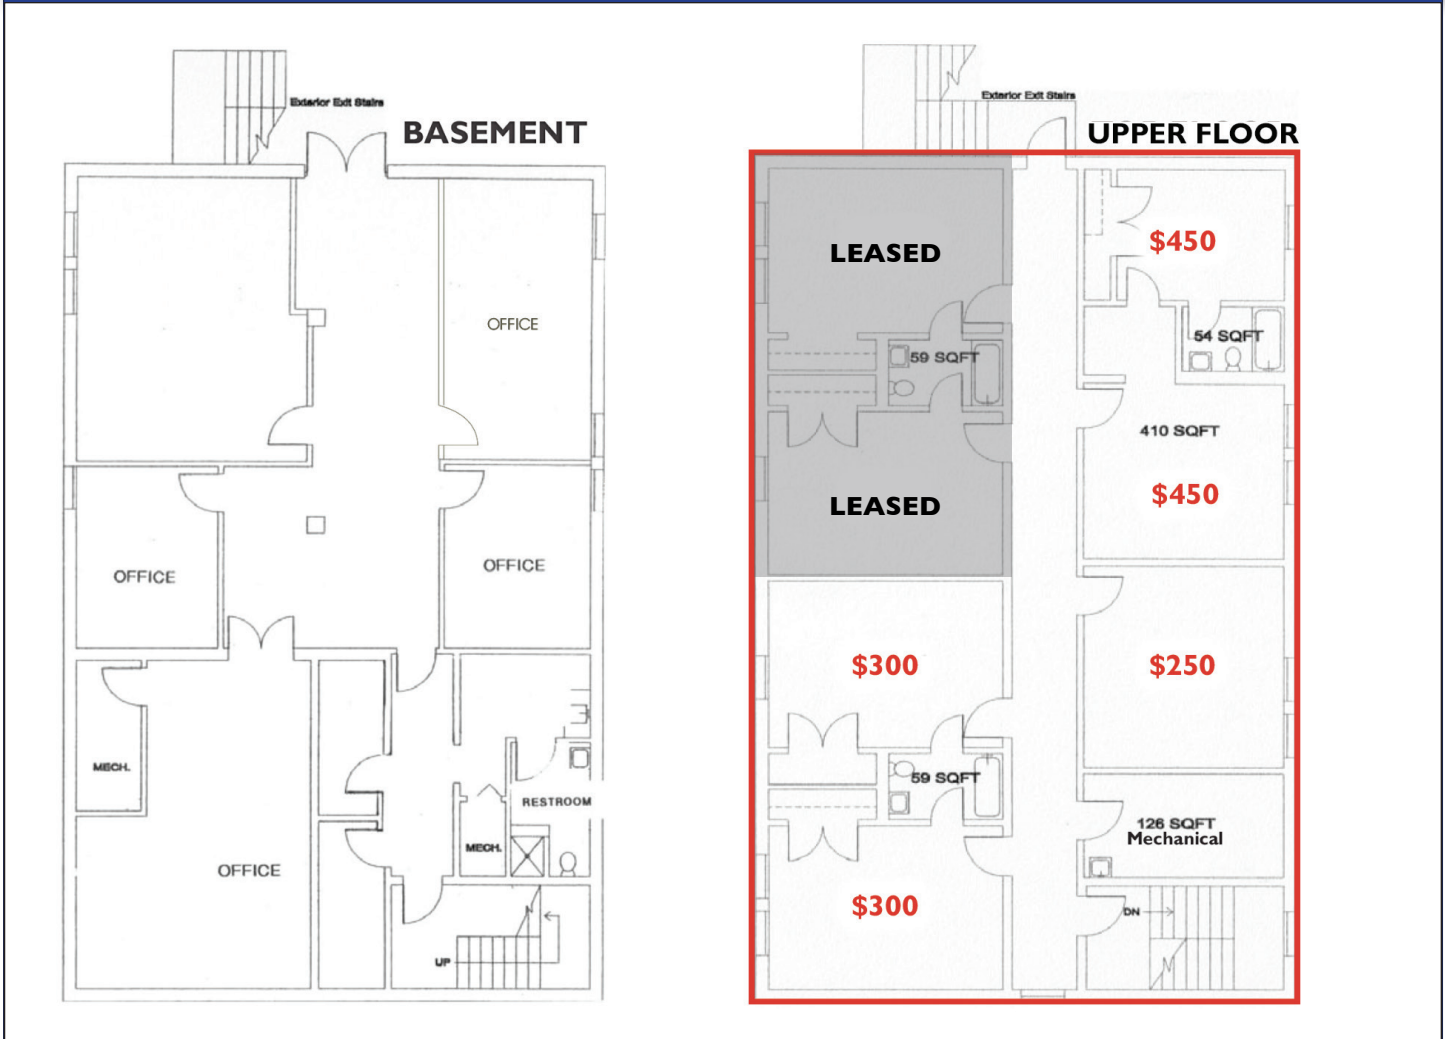 Exterior Exit Stairs
BASEMENT
OFFICE
OFFICE
OFFICE
MECH.
RESTROOM
MECH.
OFFICE
UP
Exterior Exit Stairs
UPPER FLOOR
$450
LEASED
54 SQFT
59 SQFT
410 SQFT
$450
LEASED
$300
$250
59 SQFT
126 SQFT
Mechanical
$300
DN